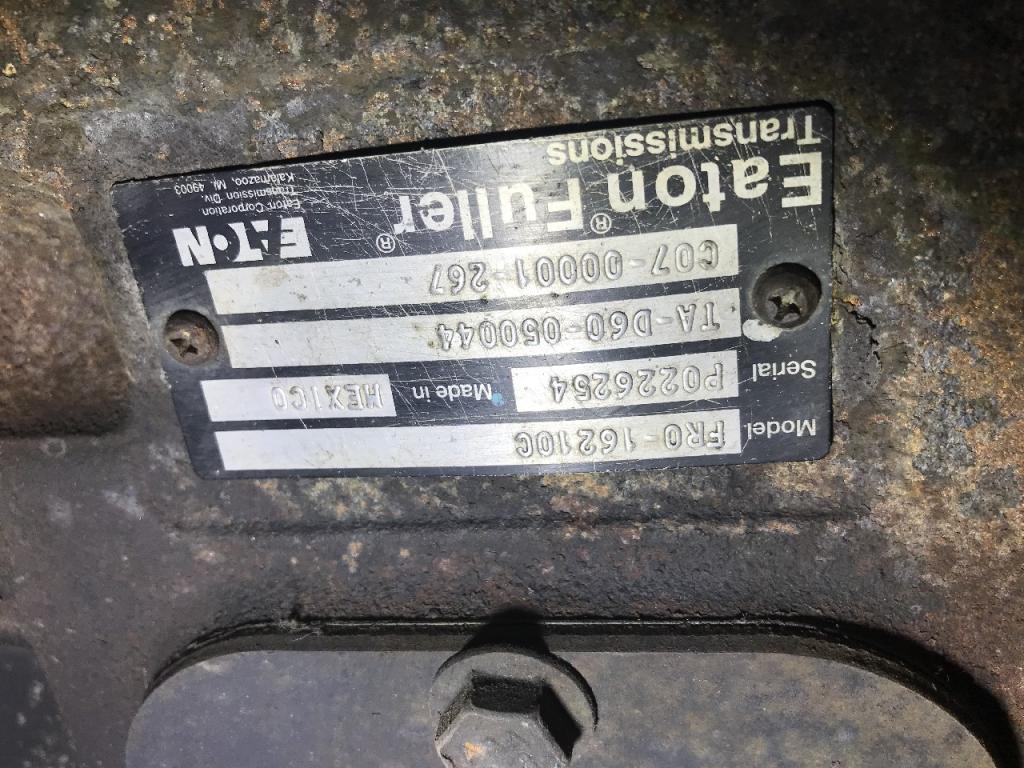 Eaton Fuller®
Transmissions
EATON
Eaton Corporation
Transmission Div.
Kalamazoo, MI. 49003
C07-00001-267
TA-D60-050044
Serial P0226254 Made in MEXICO
Model FRO-16210C